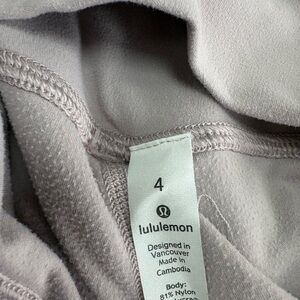 4
lululemon
Designed in
Vancouver
Made in
Cambodia
Body:
81% Nylon